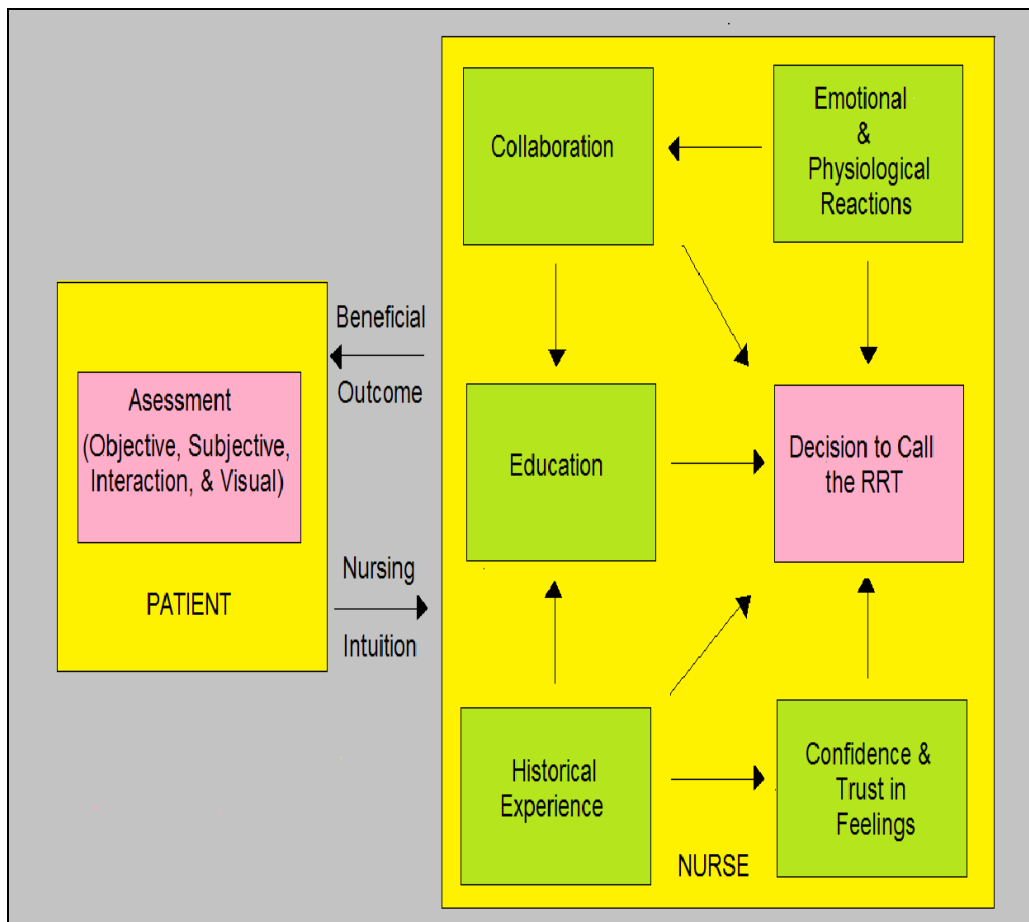 Asessment
(Objective, Subjective,
Interaction, & Visual)
PATIENT
Beneficial
Outcome
Nursing
Intuition
Collaboration
Emotional
&
Physiological
Reactions
Education
Decision to Call
the RRT
Historical
Experience
Confidence &
Trust in
Feelings
NURSE